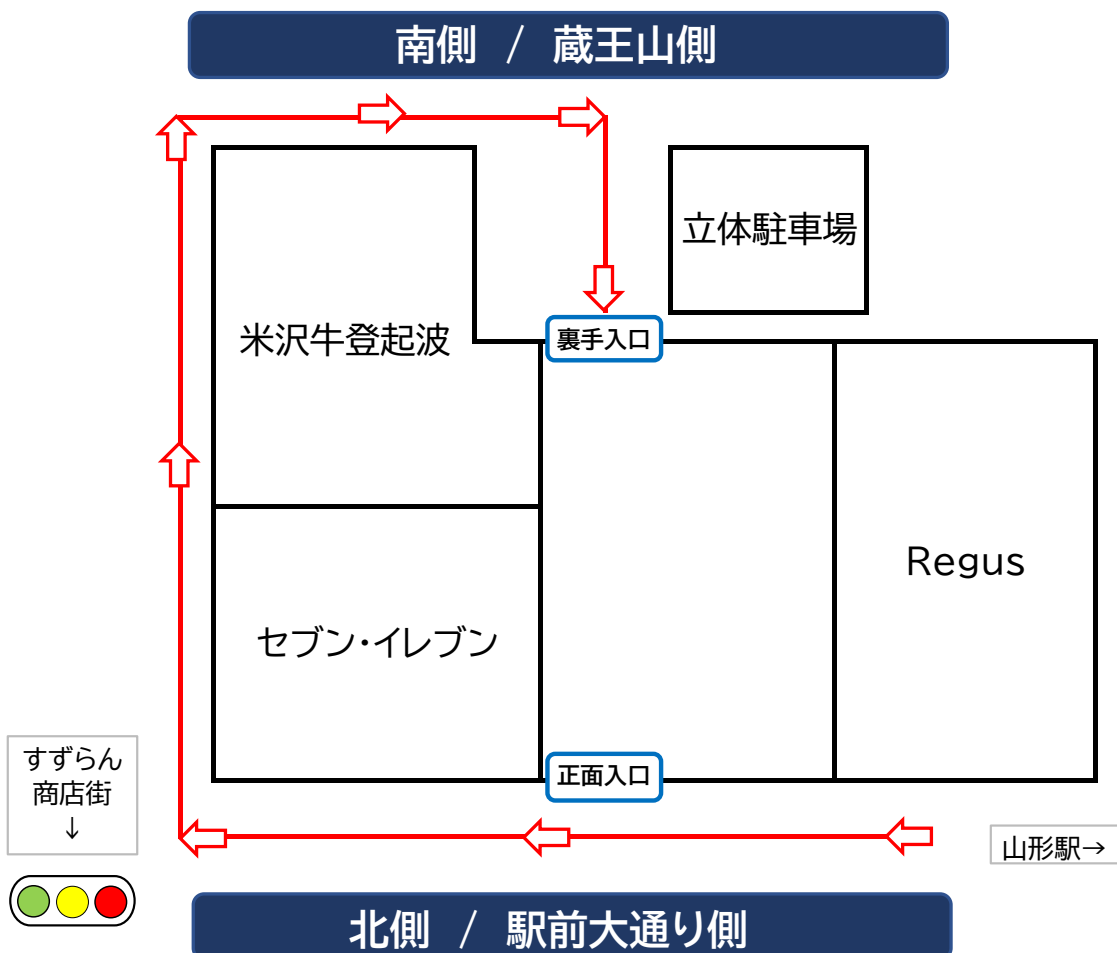 南側 / 蔵王山側
立体駐車場
米沢牛登起波
裏手入口
Regus
セブン・イレブン
すずらん
商店街
↓
正面入口
山形駅→
北側 / 駅前大通り側